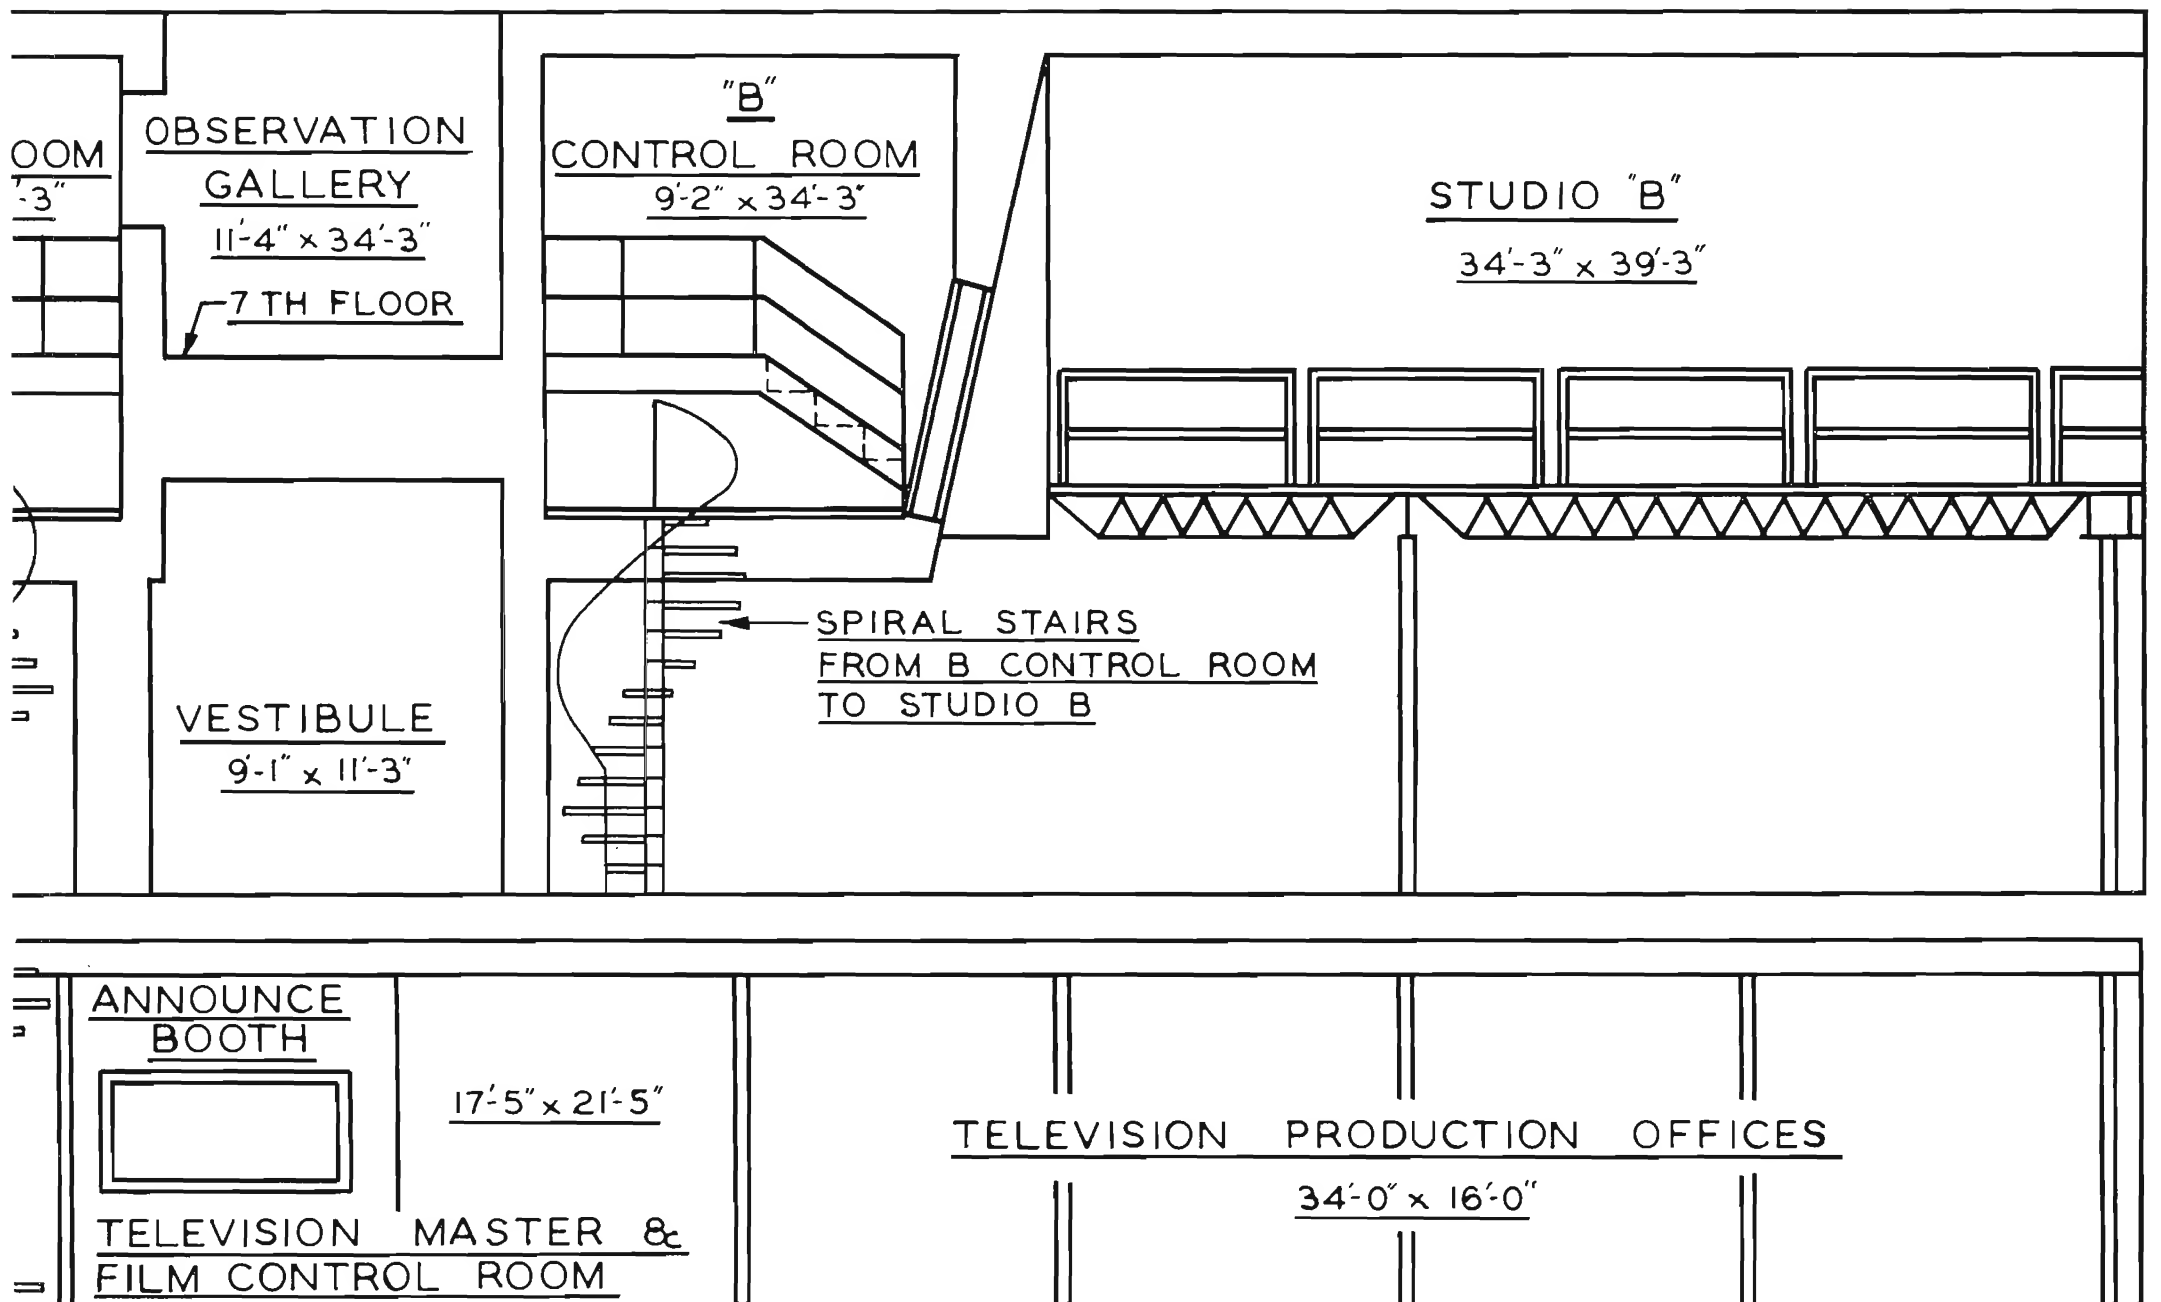 OOM
'-3"
OBSERVATION
GALLERY
11'-4" x 34'-3"
7 TH FLOOR
"B"
CONTROL ROOM
9'-2" x 34'-3"
STUDIO "B"
34'-3" x 39'-3"
SPIRAL STAIRS
FROM B CONTROL ROOM
TO STUDIO B
VESTIBULE
9'-1" x 11'-3"
ANNOUNCE
BOOTH
17'-5" x 21'-5"
TELEVISION PRODUCTION OFFICES
34'-0" x 16'-0"
TELEVISION MASTER &
FILM CONTROL ROOM